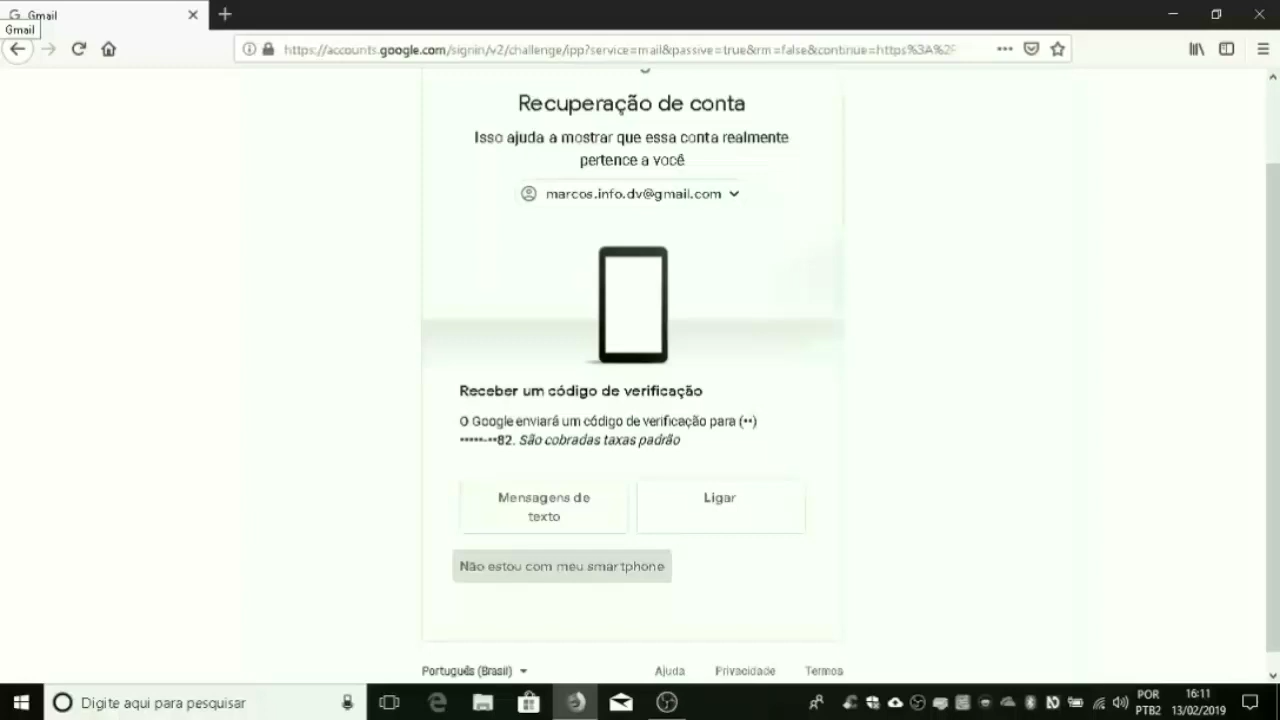 Gmail
Gmail
https://accounts.google.com/signin/v2/challenge/ipp?service=mail&passive=true&rm=false&continue=https%3A%2F
Recuperação de conta
Isso ajuda a mostrar que essa conta realmente
pertence a você
marcos.info.dv@gmail.com
Receber um código de verificação
O Google enviará um código de verificação para (••)
•••••-••82. São cobradas taxas padrão
Mensagens de
texto
Ligar
Não estou com meu smartphone
Português (Brasil)
Ajuda
Privacidade
Termos
Digite aqui para pesquisar
POR
PTB2
16:11
13/02/2019